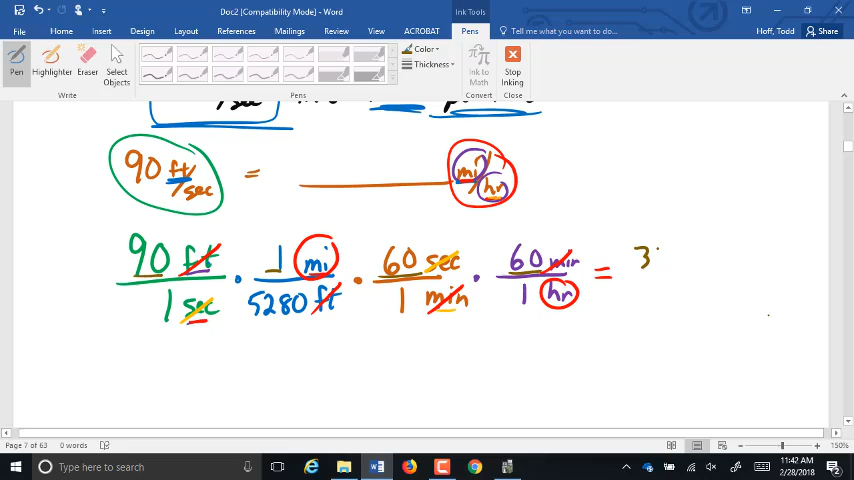 Doc2 [Compatibility Mode] - Word
Ink Tools
Hoff, Todd
File Home Insert Draw Design Layout References Mailings Review View ACROBAT Pens Tell me what you want to do... Share
Pen Highlighter Eraser Select Objects
Color
Thickness
Ink to Math
Stop Inking
Write Pens Convert Close
/sec
90 ft/sec = mi/hr
90 ft · 1 mi · 60 sec · 60 min = 3
1 sec 5280 ft 1 min 1 hr
Page 7 of 63 0 words 150%
Type here to search
11:42 AM
2/28/2018
2